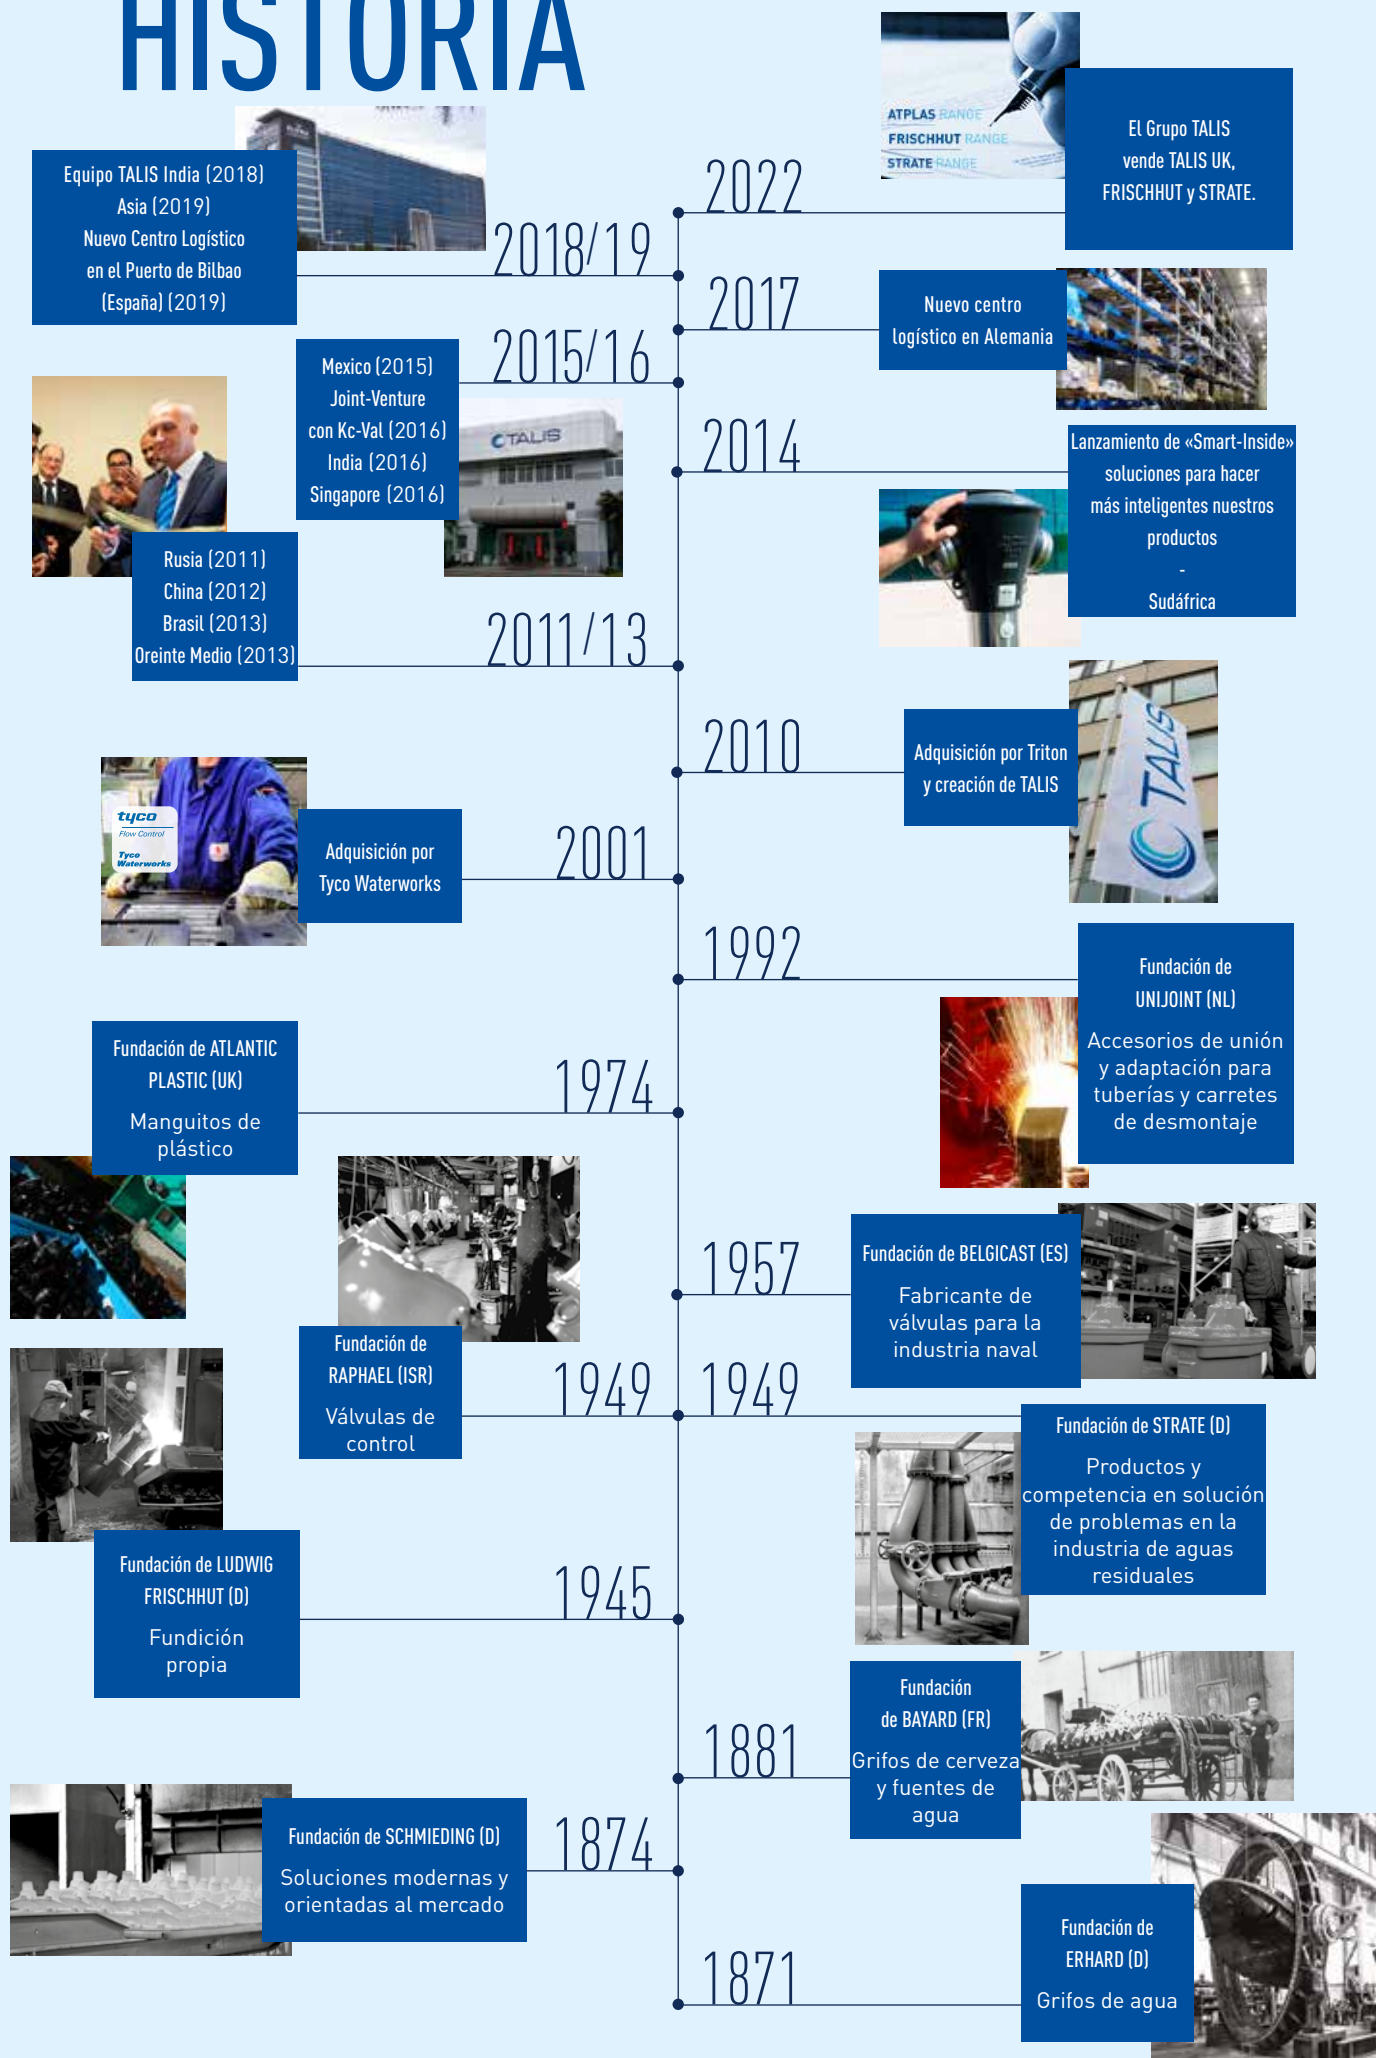 HISTORIA
ATPLAS RANGE
FRISCHHUT RANGE
STRATE RANGE
El Grupo TALIS
vende TALIS UK,
FRISCHHUT y STRATE.
2022
Equipo TALIS India (2018)
Asia (2019)
Nuevo Centro Logístico
en el Puerto de Bilbao
(España) (2019)
2018/19
2017
Nuevo centro
logístico en Alemania
2015/16
Mexico (2015)
Joint-Venture
con Kc-Val (2016)
India (2016)
Singapore (2016)
TALIS
2014
Lanzamiento de «Smart-Inside»
soluciones para hacer
más inteligentes nuestros
productos
-
Sudáfrica
Rusia (2011)
China (2012)
Brasil (2013)
Oreinte Medio (2013)
2011/13
2010
Adquisición por Triton
y creación de TALIS
TALIS
tyco
Flow Control
Tyco
Waterworks
Adquisición por
Tyco Waterworks
2001
1992
Fundación de
UNIJOINT (NL)
Accesorios de unión
y adaptación para
tuberías y carretes
de desmontaje
Fundación de ATLANTIC
PLASTIC (UK)
Manguitos de
plástico
1974
1957
Fundación de BELGICAST (ES)
Fabricante de
válvulas para la
industria naval
Fundación de
RAPHAEL (ISR)
Válvulas de
control
1949
1949
Fundación de STRATE (D)
Productos y
competencia en solución
de problemas en la
industria de aguas
residuales
Fundación de LUDWIG
FRISCHHUT (D)
Fundición
propia
1945
1881
Fundación
de BAYARD (FR)
Grifos de cerveza
y fuentes de
agua
Fundación de SCHMIEDING (D)
Soluciones modernas y
orientadas al mercado
1874
1871
Fundación de
ERHARD (D)
Grifos de agua